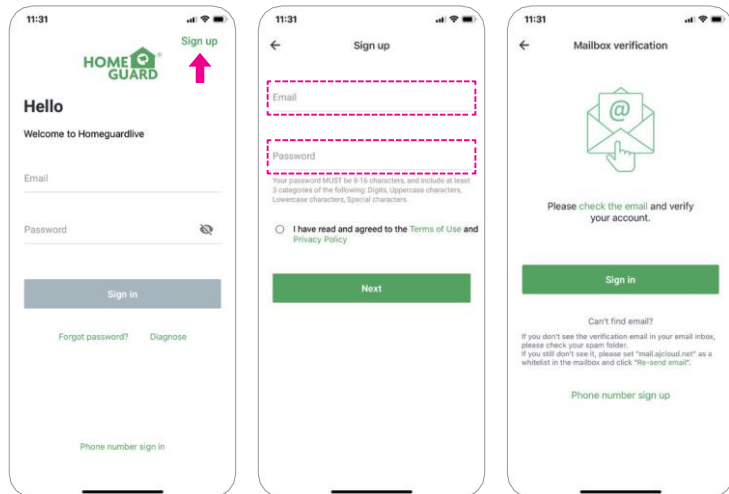 11:31
Sign up
HOME
GUARD
Hello
Welcome to Homeguardlive
Email
Password
Sign in
Forgot password?
Diagnose
Phone number sign in
11:31
Sign up
Email
Password
Your password MUST be 8-16 characters, and include at least
3 categories of the following: Digits, Uppercase characters,
Lowercase characters, Special characters.
I have read and agreed to the Terms of Use and
Privacy Policy
Next
11:31
Mailbox verification
@
Please check the email and verify
your account.
Sign in
Can't find email?
If you don't see the verification email in your email inbox,
please check your spam folder.
If you still don't see it, please set "mail.ajcloud.net" as a
whitelist in the mailbox and click "Re-send email".
Phone number sign up